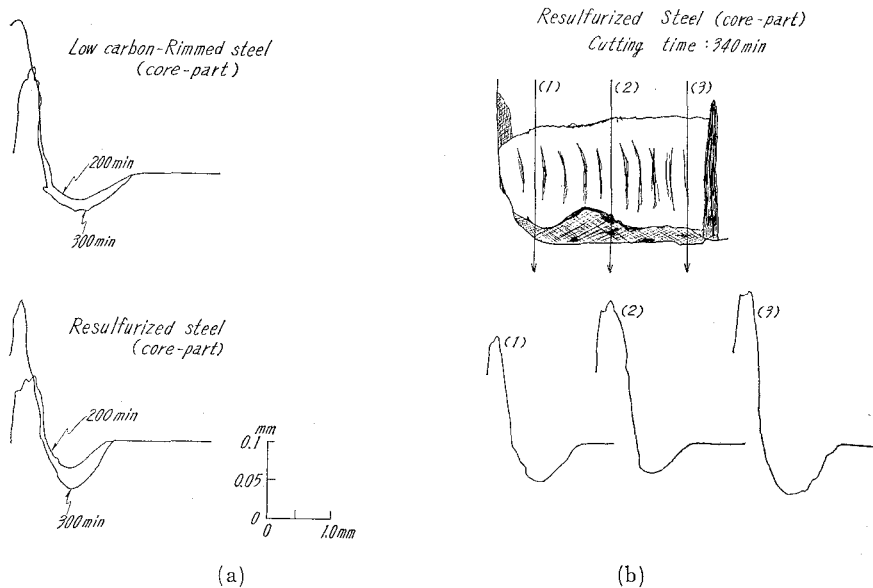 Low carbon-Rimmed steel
(core-part)
200min
300min
Resulfurized steel
(core-part)
200min
300min
mm
0.1
0.05
0
0
1.0mm
(a)
Resulfurized Steel (core-part)
Cutting time : 340min
(1)
(2)
(3)
(1)
(2)
(3)
(b)